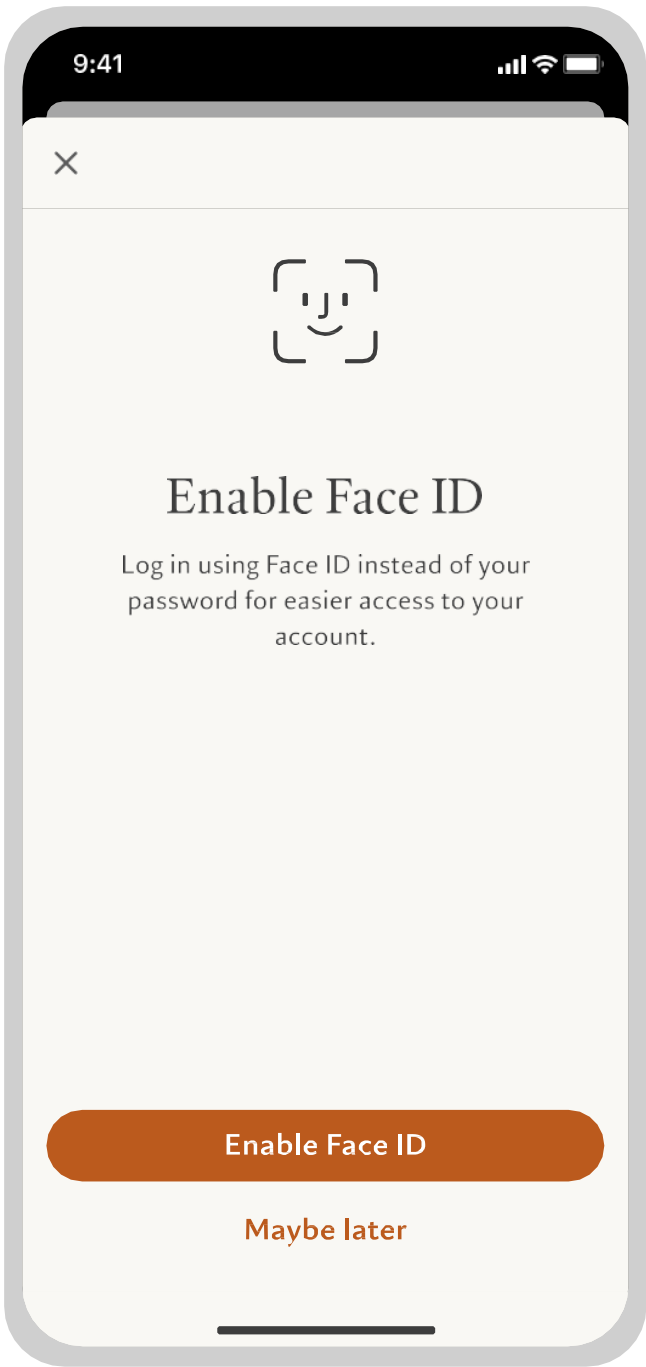 9:41
Enable Face ID
Log in using Face ID instead of your
password for easier access to your
account.
Enable Face ID
Maybe later